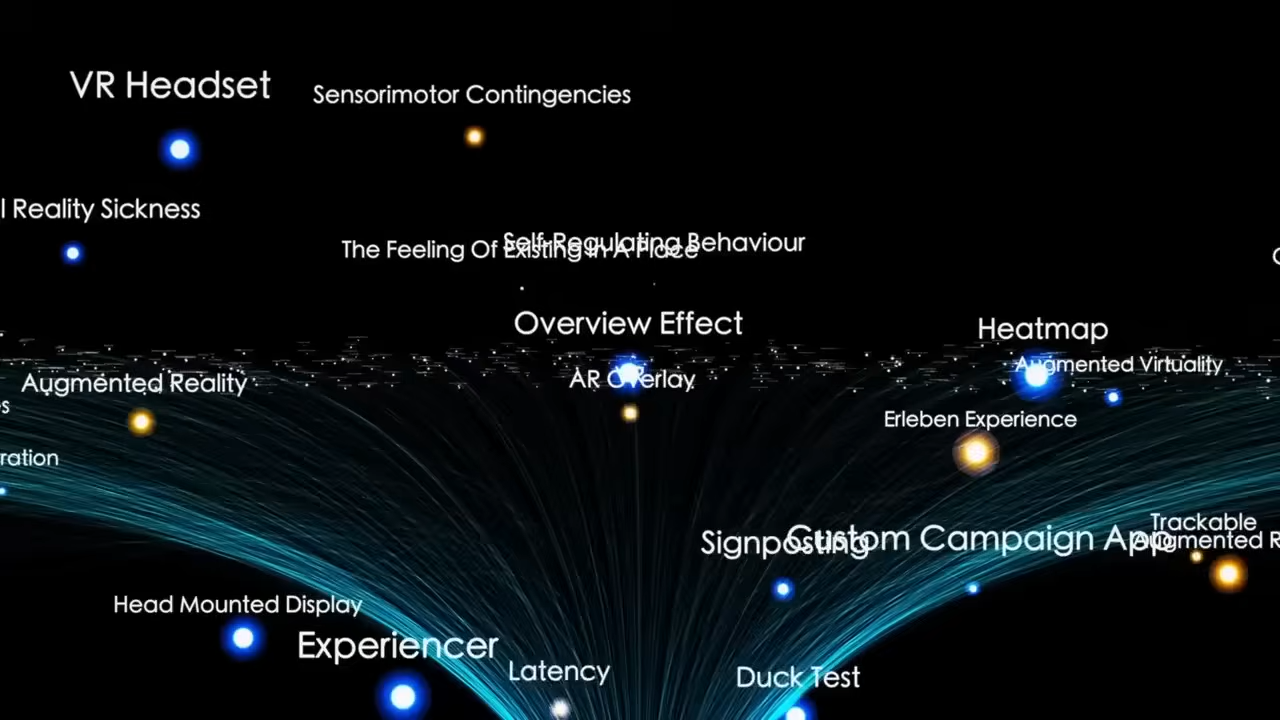 VR Headset
Sensorimotor Contingencies
l Reality Sickness
Self-Regulating Behaviour
The Feeling Of Existing In A Place
Overview Effect
Heatmap
Augmented Virtuality
AR Overlay
Augmented Reality
s
Erleben Experience
ration
Trackable
Signposting
Custom Campaign App
Augmented R
Head Mounted Display
Experiencer
Latency
Duck Test